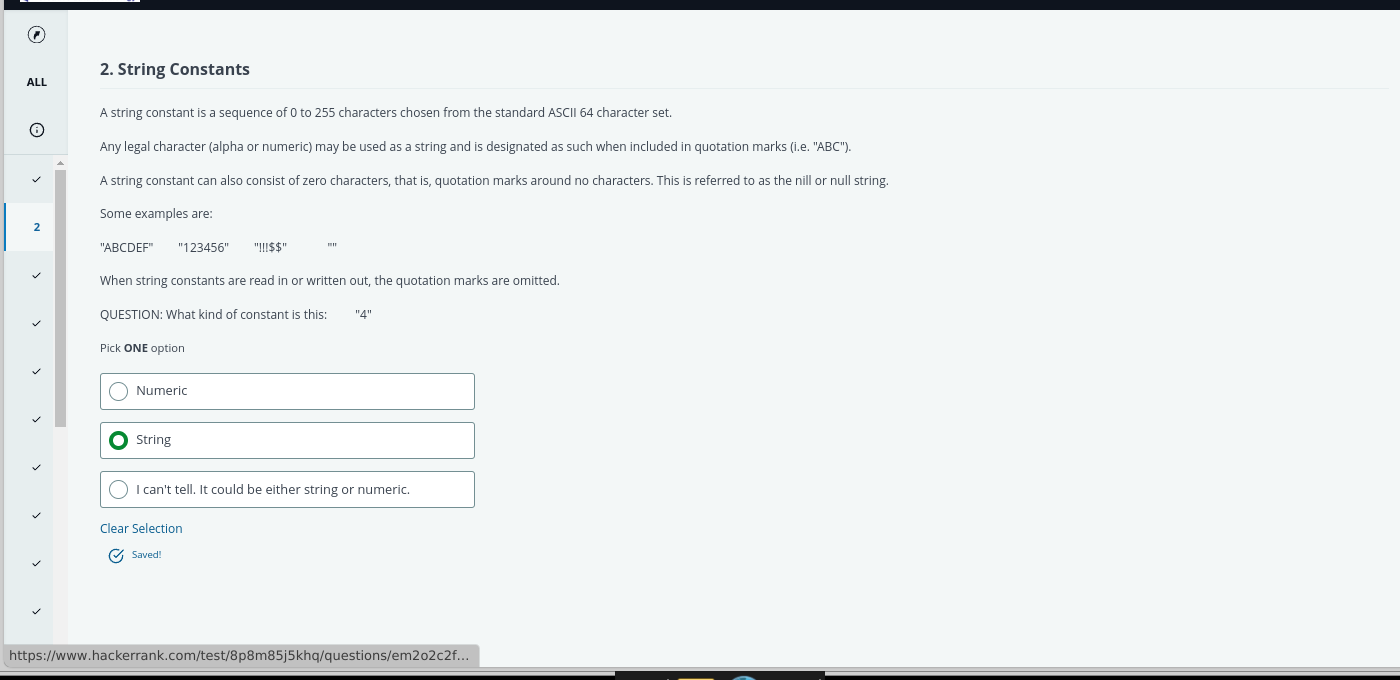 ALL
2
2. String Constants
A string constant is a sequence of 0 to 255 characters chosen from the standard ASCII 64 character set.
Any legal character (alpha or numeric) may be used as a string and is designated as such when included in quotation marks (i.e. "ABC").
A string constant can also consist of zero characters, that is, quotation marks around no characters. This is referred to as the nill or null string.
Some examples are:
"ABCDEF" "123456" "!!!$$" ""
When string constants are read in or written out, the quotation marks are omitted.
QUESTION: What kind of constant is this: "4"
Pick ONE option
Numeric
String
I can't tell. It could be either string or numeric.
Clear Selection
Saved!
https://www.hackerrank.com/test/8p8m85j5khq/questions/em2o2c2f...